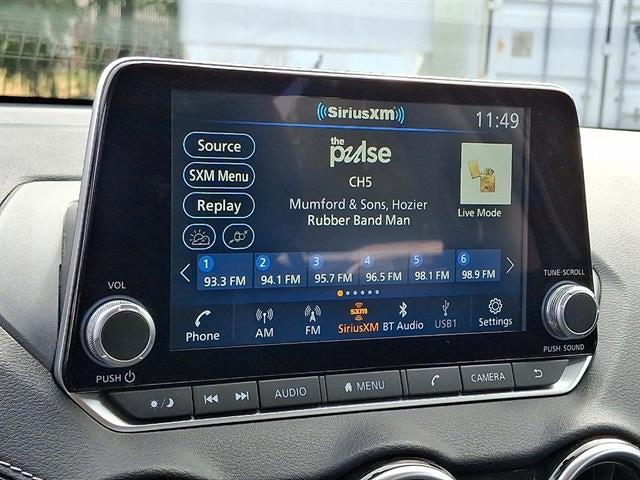 SiriusXM
11:49
Source
the pulse
SXM Menu
CH5
Replay
Mumford & Sons, Hozier
Rubber Band Man
Live Mode
1 2 3 4 5 6
93.3 FM 94.1 FM 95.7 FM 96.5 FM 98.1 FM 98.9 FM
Phone AM FM sxm SiriusXM BT Audio USB1 Settings
VOL
PUSH
TUNE·SCROLL
PUSH SOUND
AUDIO MENU CAMERA